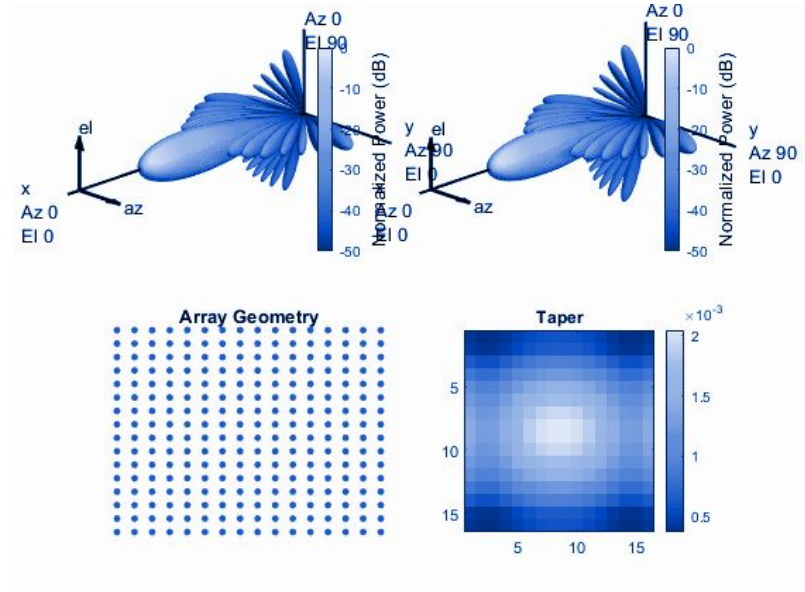 Az 0
El 90
el
az
x
Az 0
El 0
y
Az 90
El 0
0
-10
-20
-30
-40
-50
Normalized Power (dB)
Az 0
El 90
el
az
x
Az 0
El 0
y
Az 90
El 0
0
-10
-20
-30
-40
-50
Normalized Power (dB)
Array Geometry
Taper
5
10
15
5
10
15
×10⁻³
2
1.5
1
0.5